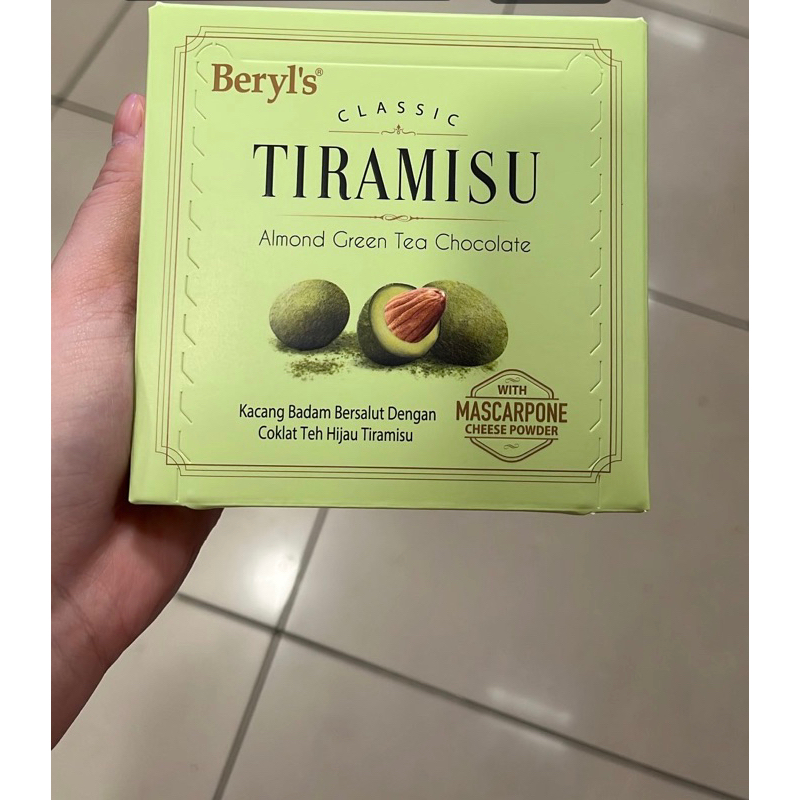 Beryl's®
CLASSIC
TIRAMISU
Almond Green Tea Chocolate
Kacang Badam Bersalut Dengan
Coklat Teh Hijau Tiramisu
WITH
MASCARPONE
CHEESE POWDER